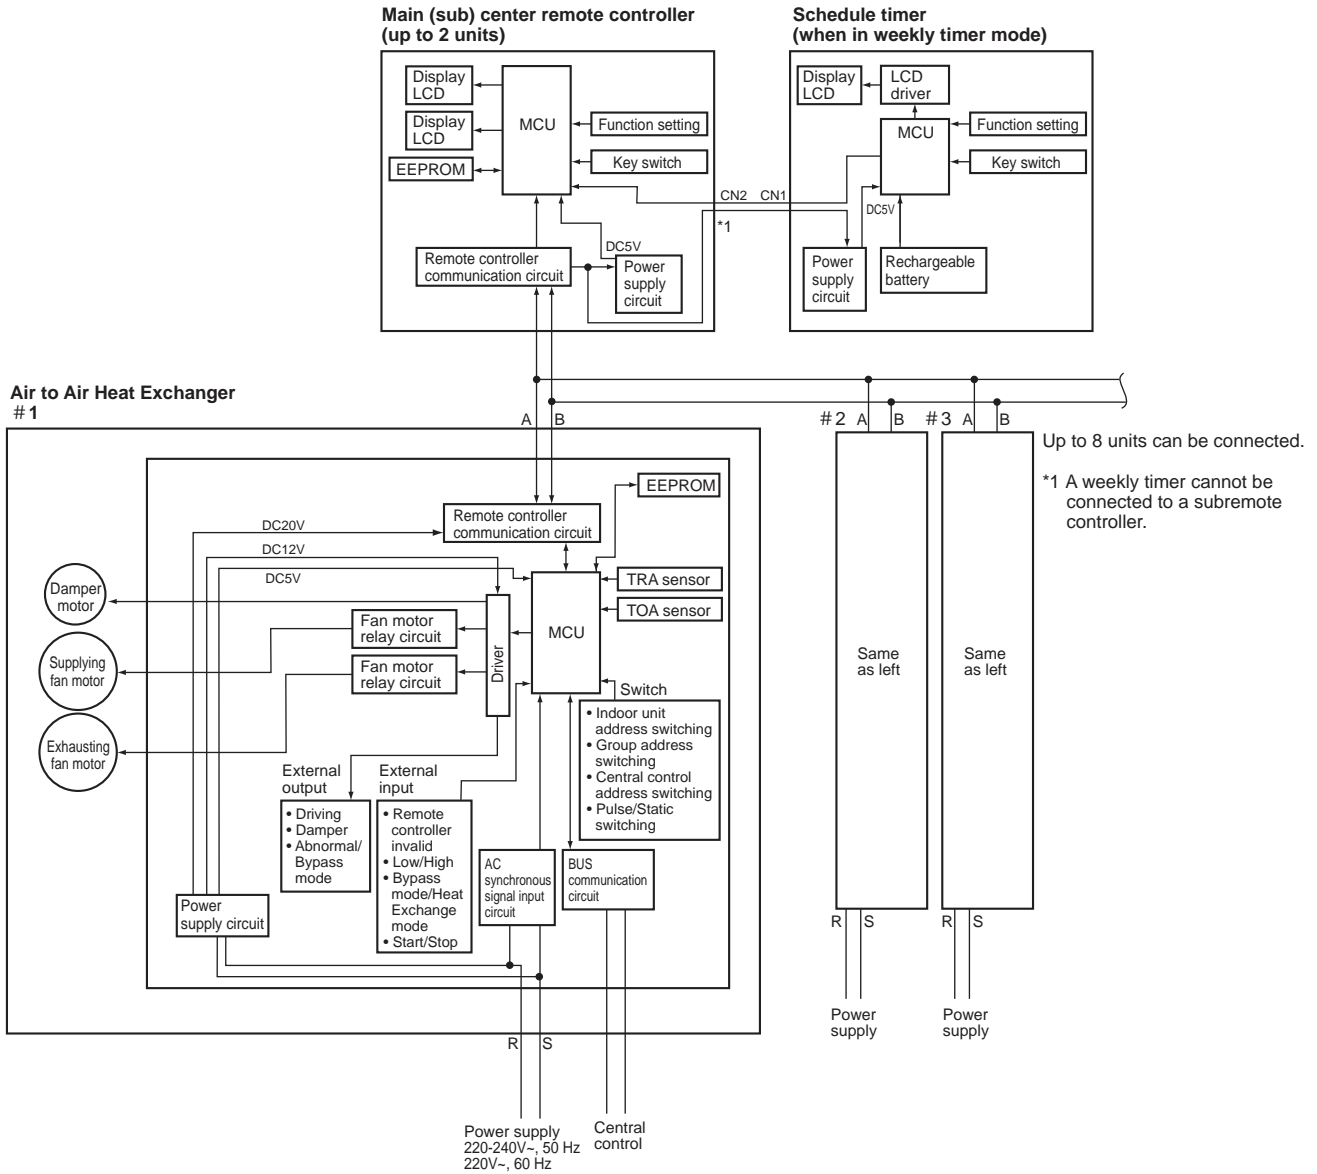 Main (sub) center remote controller
(up to 2 units)
Display
LCD
Display
LCD
EEPROM
MCU
Function setting
Key switch
Remote controller
communication circuit
DC5V
Power
supply
circuit
CN2
CN1
*1
Schedule timer
(when in weekly timer mode)
Display
LCD
LCD
driver
MCU
Function setting
Key switch
DC5V
Power
supply
circuit
Rechargeable
battery
Air to Air Heat Exchanger
#1
A
B
EEPROM
Remote controller
communication circuit
DC20V
DC12V
DC5V
TRA sensor
TOA sensor
MCU
Driver
Damper
motor
Supplying
fan motor
Exhausting
fan motor
Fan motor
relay circuit
Fan motor
relay circuit
Switch
• Indoor unit
address switching
• Group address
switching
• Central control
address switching
• Pulse/Static
switching
External
output
• Driving
• Damper
• Abnormal/
Bypass
mode
External
input
• Remote
controller
invalid
• Low/High
• Bypass
mode/Heat
Exchange
mode
• Start/Stop
AC
synchronous
signal input
circuit
BUS
communication
circuit
Power
supply circuit
R
S
Power supply
220-240V~, 50 Hz
220V~, 60 Hz
Central
control
#2
A
B
Same
as left
R
S
Power
supply
#3
A
B
Same
as left
R
S
Power
supply
Up to 8 units can be connected.
*1 A weekly timer cannot be
connected to a subremote
controller.